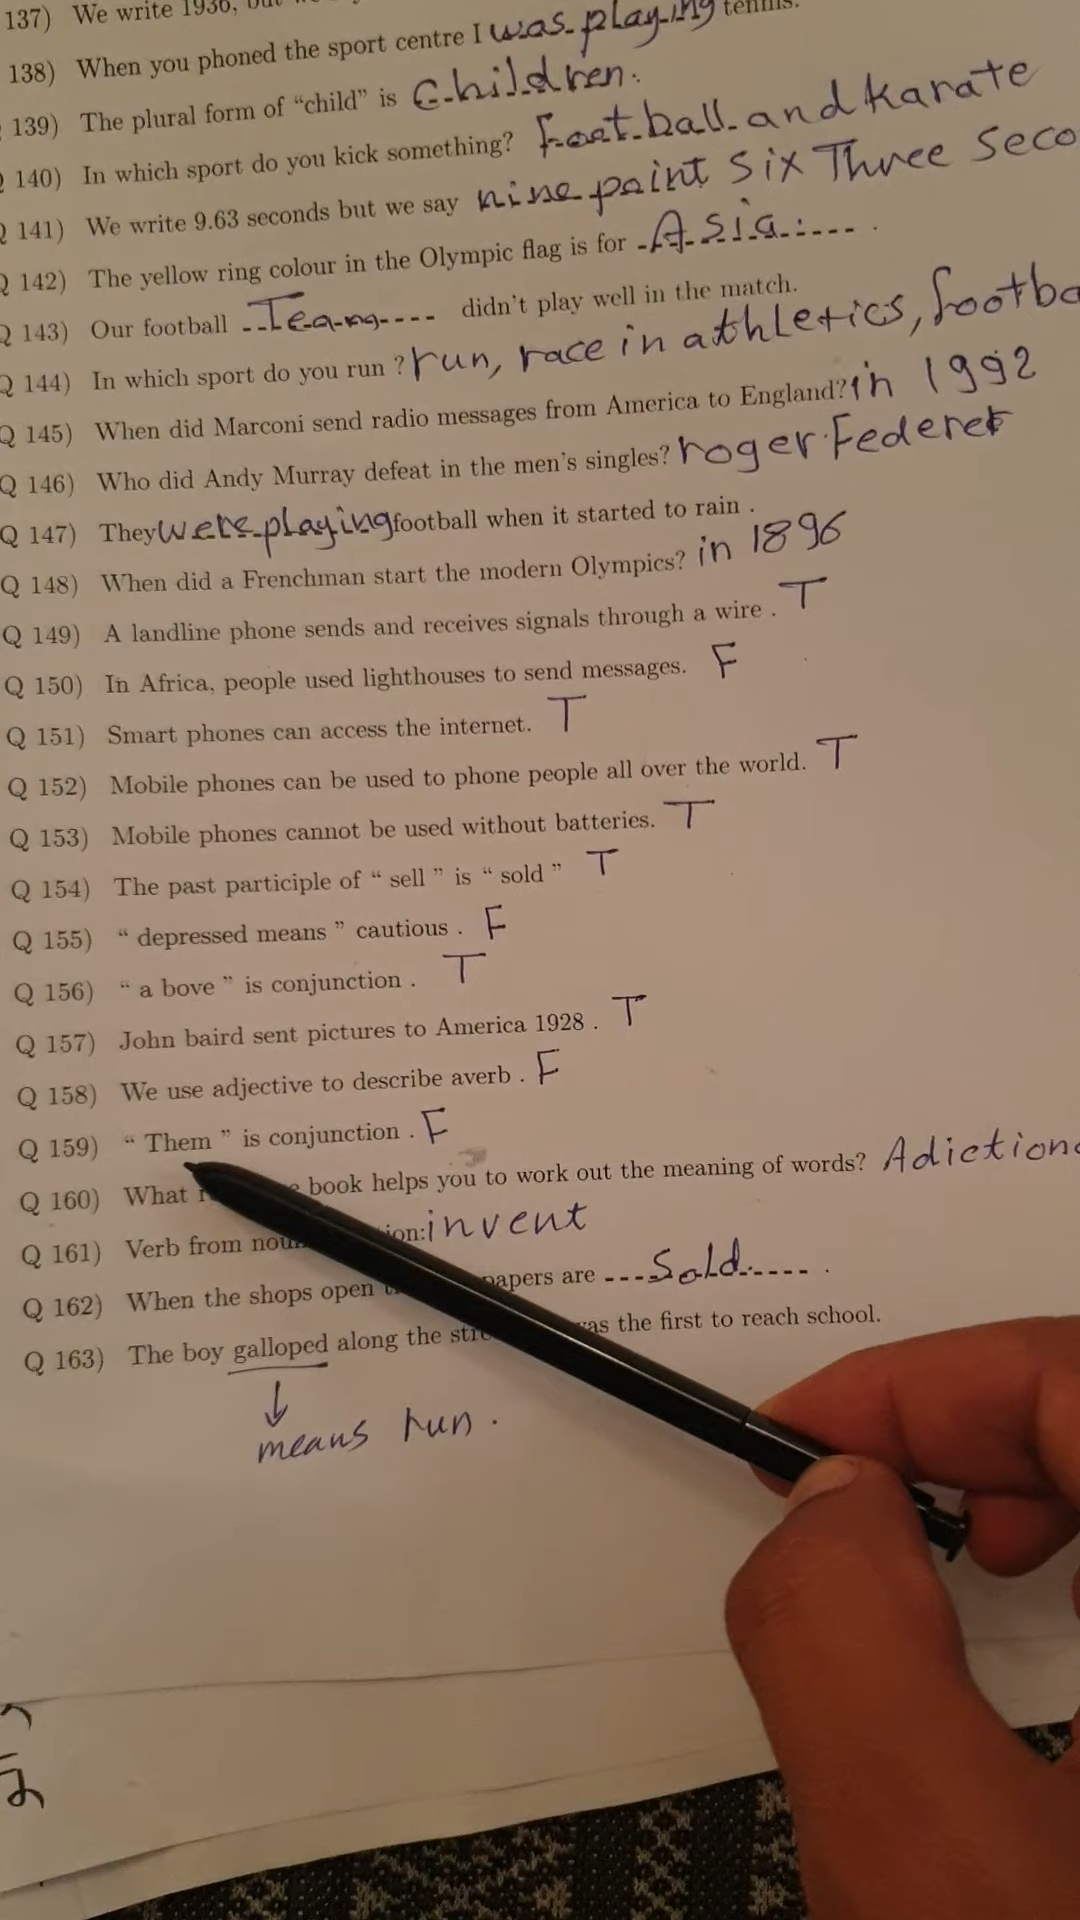 137) We write 1936, but we
138) When you phoned the sport centre I was playing tennis.
139) The plural form of “child” is children.
Q 140) In which sport do you kick something? Football and karate
Q 141) We write 9.63 seconds but we say nine point six Three seco
Q 142) The yellow ring colour in the Olympic flag is for Asia.
Q 143) Our football Team didn't play well in the match.
Q 144) In which sport do you run ? run, race in athletics, footba
Q 145) When did Marconi send radio messages from America to England? in 1992
Q 146) Who did Andy Murray defeat in the men's singles? roger Federer
Q 147) They were playing football when it started to rain .
Q 148) When did a Frenchman start the modern Olympics? in 1896
Q 149) A landline phone sends and receives signals through a wire . T
Q 150) In Africa, people used lighthouses to send messages. F
Q 151) Smart phones can access the internet. T
Q 152) Mobile phones can be used to phone people all over the world. T
Q 153) Mobile phones cannot be used without batteries. T
Q 154) The past participle of “ sell ” is “ sold ” T
Q 155) “ depressed means ” cautious . F
Q 156) “ a bove ” is conjunction . T
Q 157) John baird sent pictures to America 1928 . T
Q 158) We use adjective to describe averb . F
Q 159) “ Them ” is conjunction . F
Q 160) What book helps you to work out the meaning of words? Adiction
Q 161) Verb from invent
Q 162) When the shops open papers are Sold .
Q 163) The boy galloped along the the first to reach school.
means run .